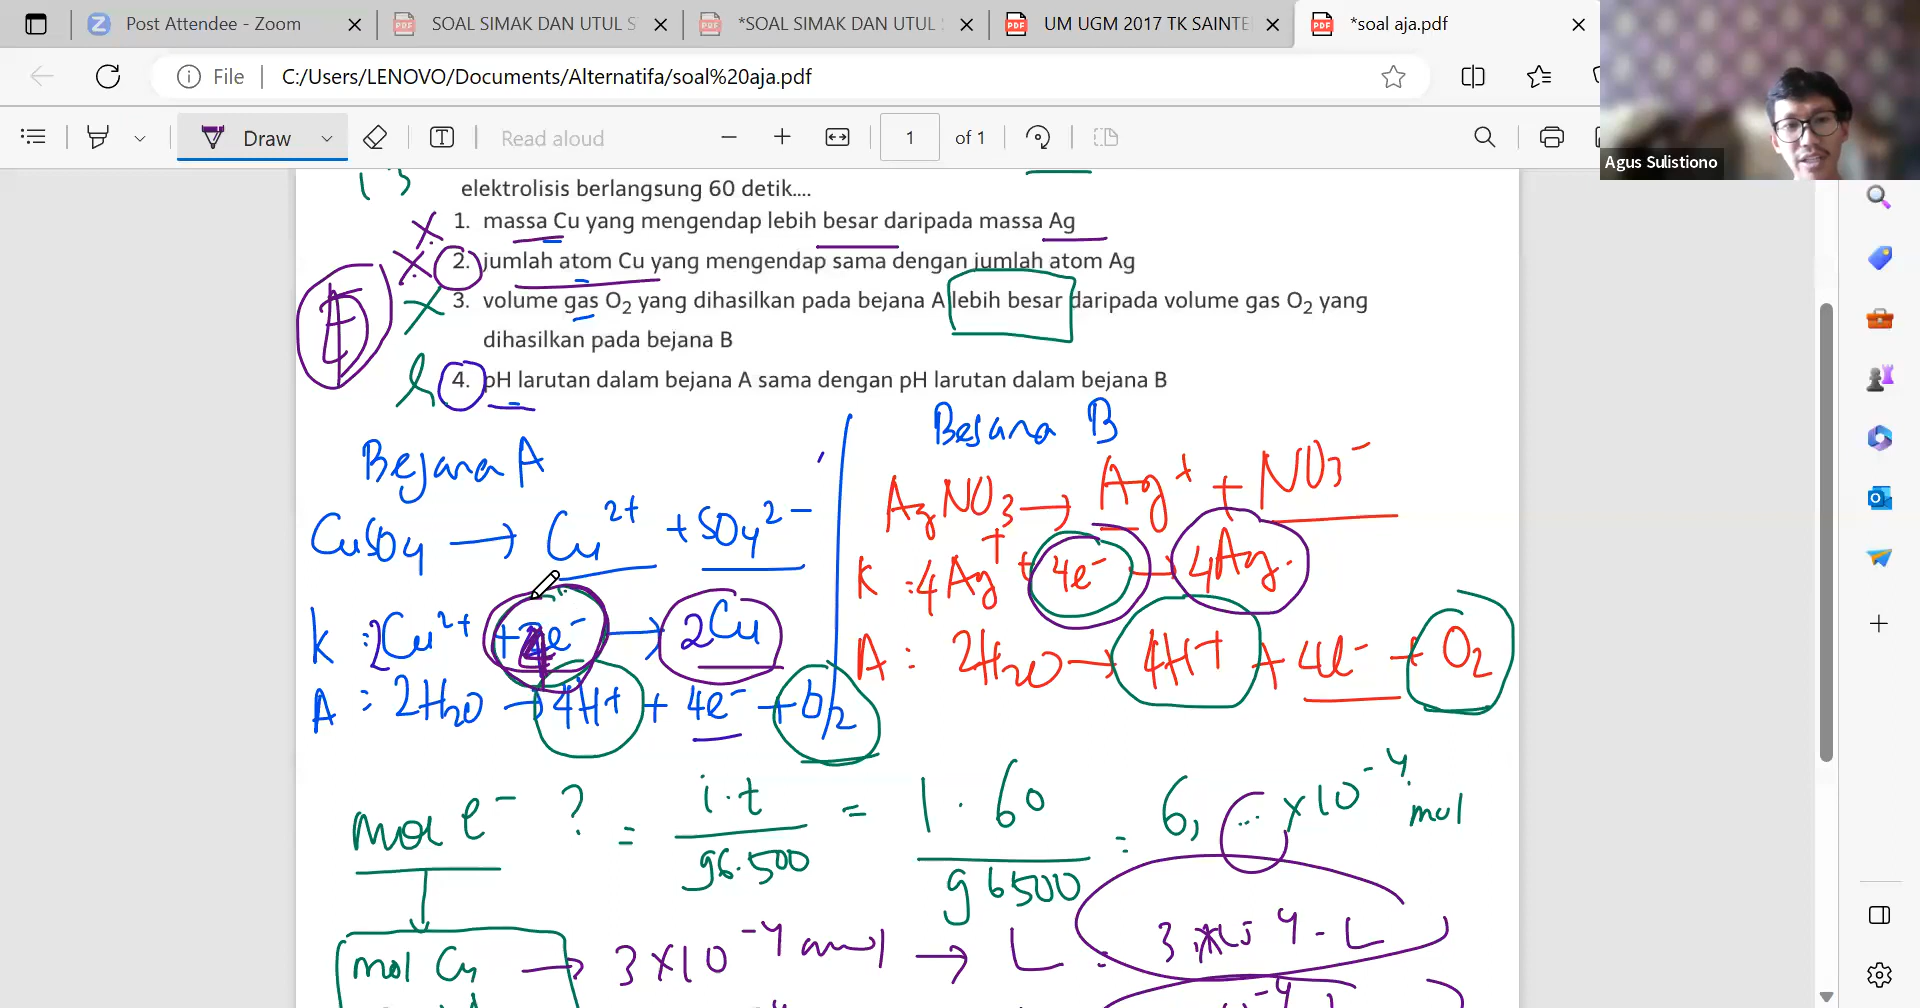 Post Attendee - Zoom
SOAL SIMAK DAN UTUL S
*SOAL SIMAK DAN UTUL S
UM UGM 2017 TK SAINTE
*soal aja.pdf
File
C:/Users/LENOVO/Documents/Alternatifa/soal%20aja.pdf
Draw
Read aloud
1
of 1
Agus Sulistiono
elektrolisis berlangsung 60 detik....
1. massa Cu yang mengendap lebih besar daripada massa Ag
2. jumlah atom Cu yang mengendap sama dengan jumlah atom Ag
3. volume gas O2 yang dihasilkan pada bejana A lebih besar daripada volume gas O2 yang
dihasilkan pada bejana B
4. pH larutan dalam bejana A sama dengan pH larutan dalam bejana B
Bejana A
CuSO4 → Cu2+ + SO42-
K : 2Cu2+ + 4e- → 2Cu
A : 2H2O → 4H+ + 4e- + O2
Bejana B
AgNO3 → Ag+ + NO3-
K : 4Ag+ + 4e- → 4Ag
A : 2H2O → 4H+ + 4e- + O2
mol e- ? = i.t / 96.500 = 1 . 60 / 96500 = 6, ... × 10-4 mol
mol Cu → 3 × 10-4 mol → L